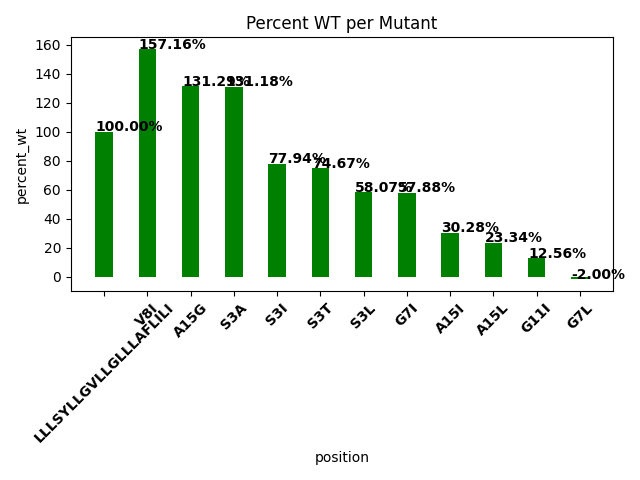 Percent WT per Mutant
percent_wt
160
140
120
100
80
60
40
20
0
100.00%
157.16%
131.29%
131.18%
77.94%
74.67%
58.07%
57.88%
30.28%
23.34%
12.56%
-2.00%
LLLSYLLGVLLGLLLAFLILI
V8I
A15G
S3A
S3I
S3T
S3L
G7I
A15I
A15L
G11I
G7L
position